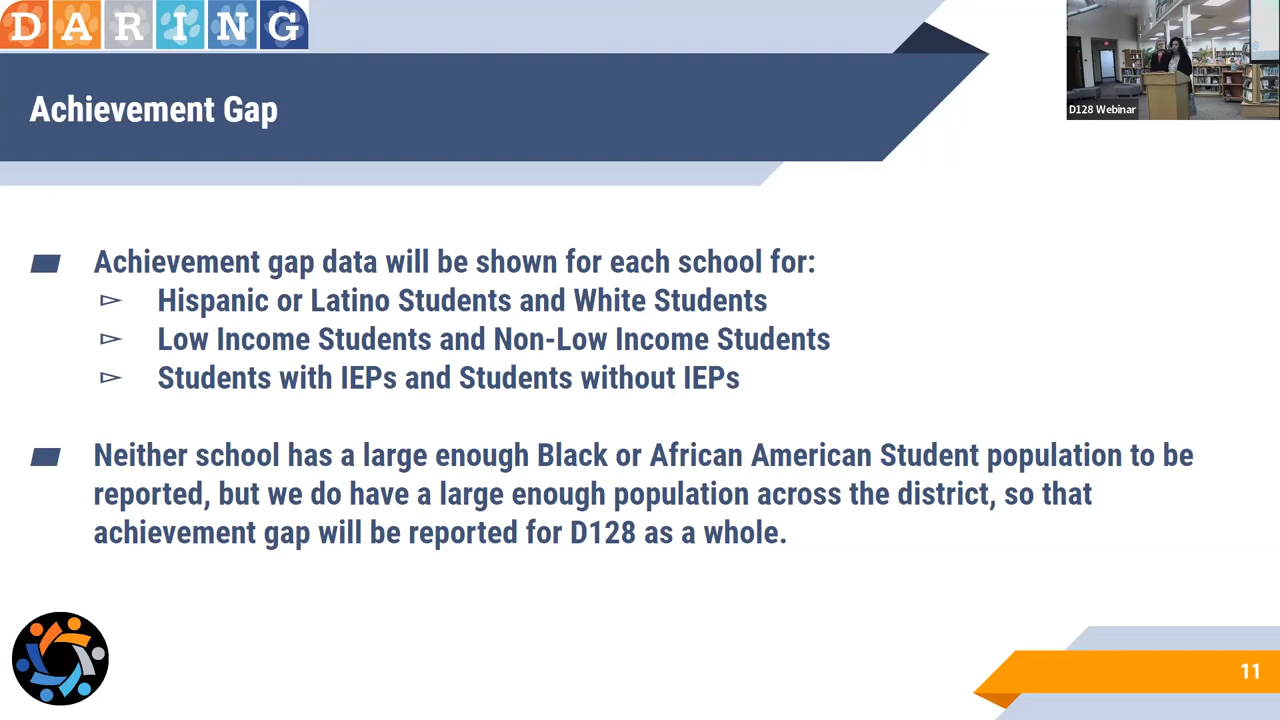 DARING
D128 Webinar
Achievement Gap
Achievement gap data will be shown for each school for:
Hispanic or Latino Students and White Students
Low Income Students and Non-Low Income Students
Students with IEPs and Students without IEPs
Neither school has a large enough Black or African American Student population to be
reported, but we do have a large enough population across the district, so that
achievement gap will be reported for D128 as a whole.
11